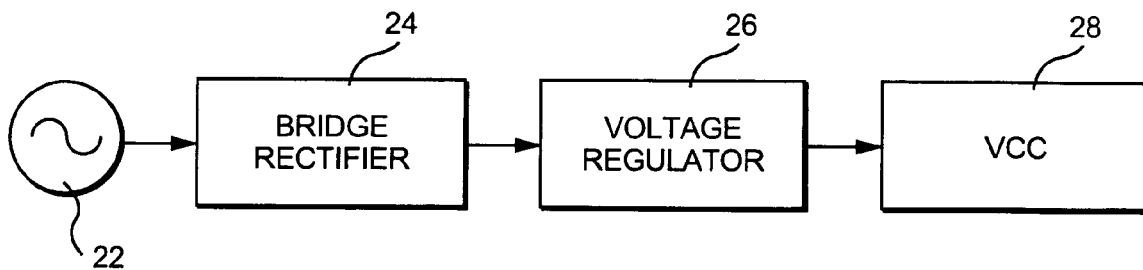 24
26
28
BRIDGE
RECTIFIER
VOLTAGE
REGULATOR
VCC
22